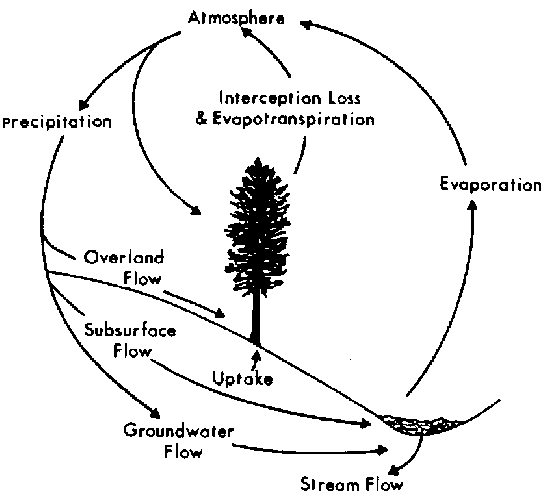 Atmosphere
Interception Loss
& Evapotranspiration
Precipitation
Evaporation
Overland
Flow
Subsurface
Flow
Uptake
Groundwater
Flow
Stream Flow